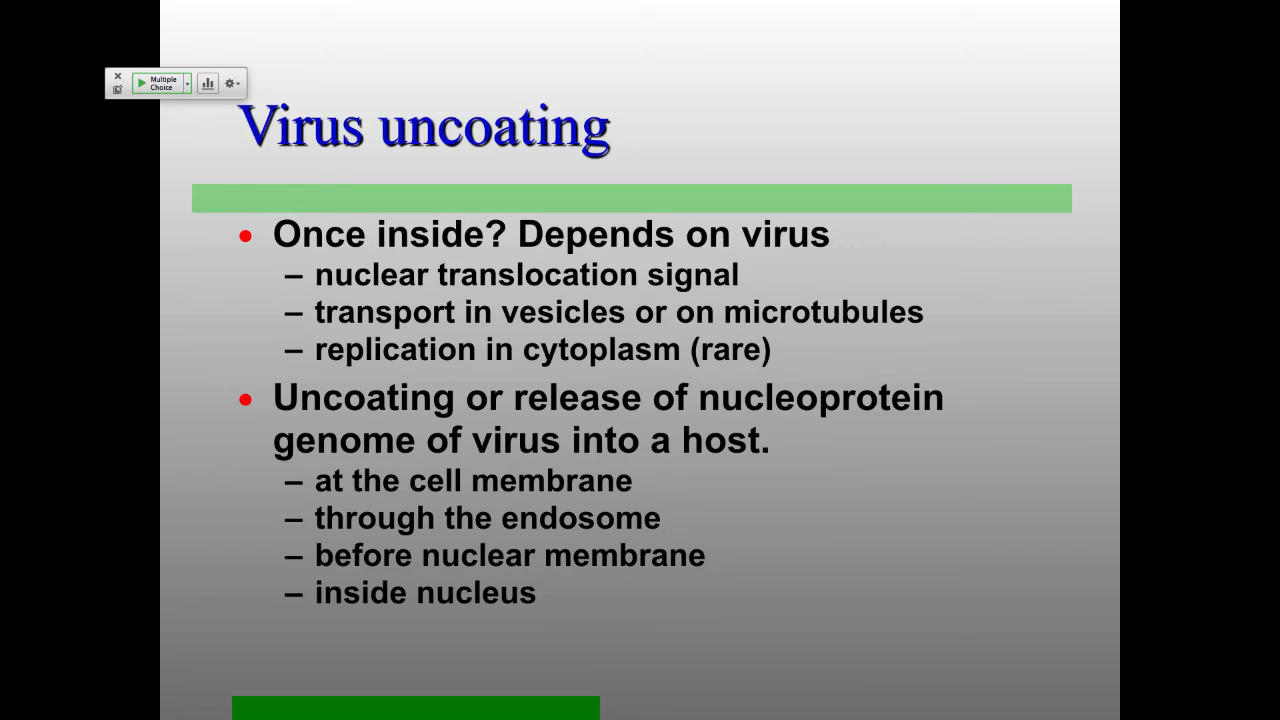 Multiple
Choice
Virus uncoating
• Once inside? Depends on virus
– nuclear translocation signal
– transport in vesicles or on microtubules
– replication in cytoplasm (rare)
• Uncoating or release of nucleoprotein
genome of virus into a host.
– at the cell membrane
– through the endosome
– before nuclear membrane
– inside nucleus